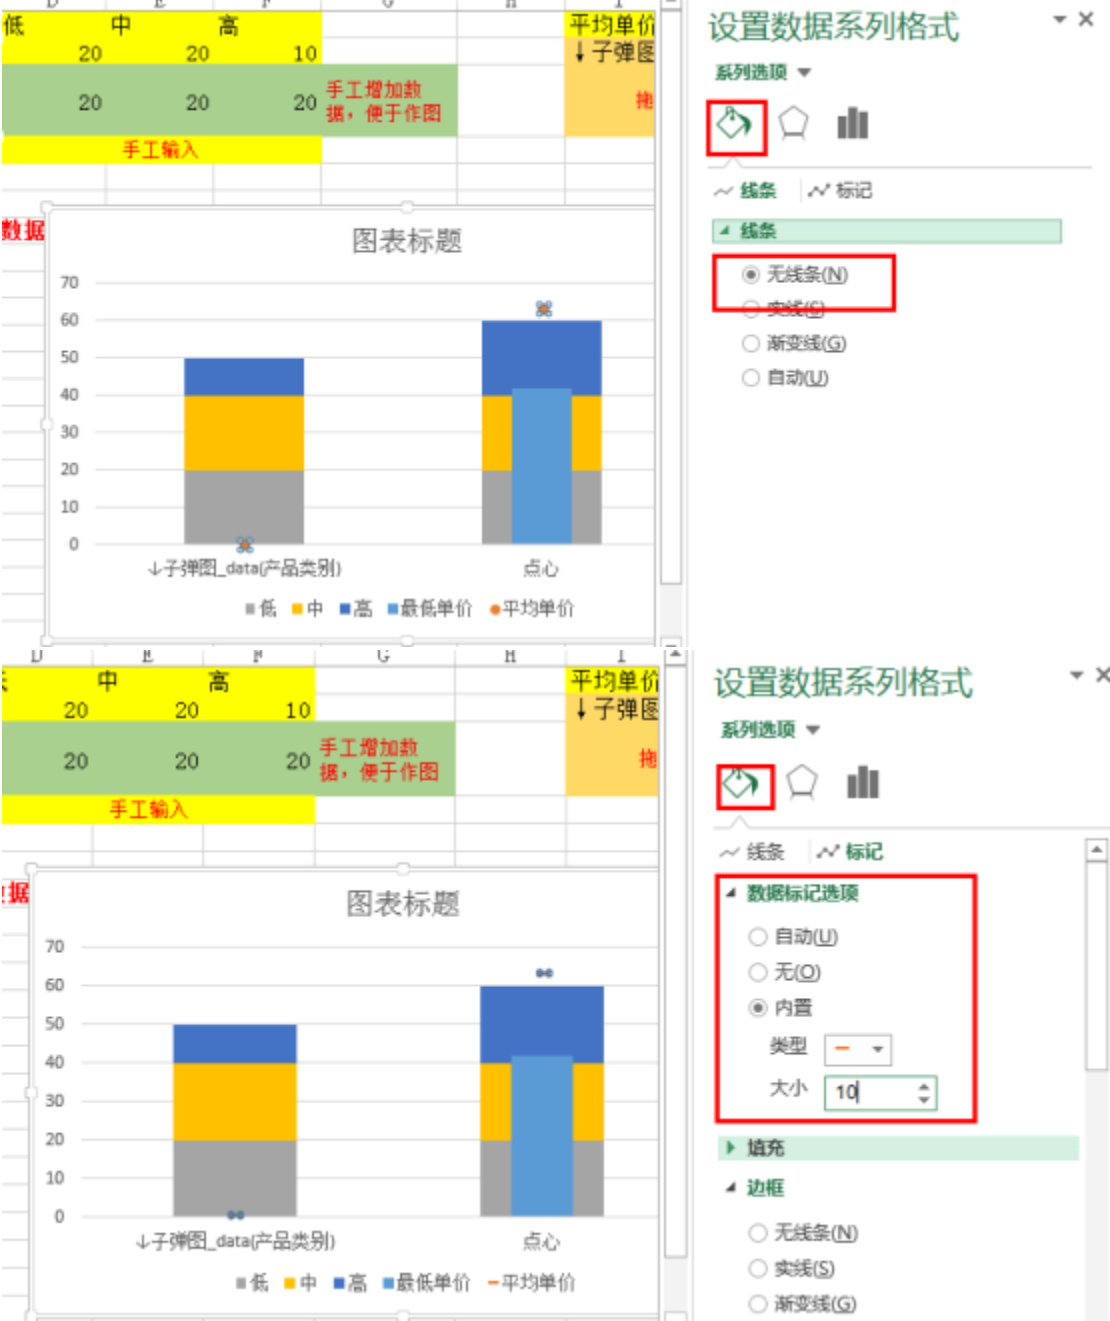 D E F G H I
低 中 高 平均单价
20 20 10 ↓子弹图
20 20 20 手工增加数
据，便于作图
拖
手工输入
数据
图表标题
70
60
50
40
30
20
10
0
↓子弹图_data(产品类别) 点心
低 中 高 最低单价 平均单价
设置数据系列格式
系列选项
线条 标记
线条
无线条(N)
实线(S)
渐变线(G)
自动(U)
D E F G H I
中 高 平均单价
20 20 10 ↓子弹图
20 20 20 手工增加数
据，便于作图
拖
手工输入
据
图表标题
70
60
50
40
30
20
10
0
↓子弹图_data(产品类别) 点心
低 中 高 最低单价 平均单价
设置数据系列格式
系列选项
线条 标记
数据标记选项
自动(U)
无(O)
内置
类型
大小 10
填充
边框
无线条(N)
实线(S)
渐变线(G)